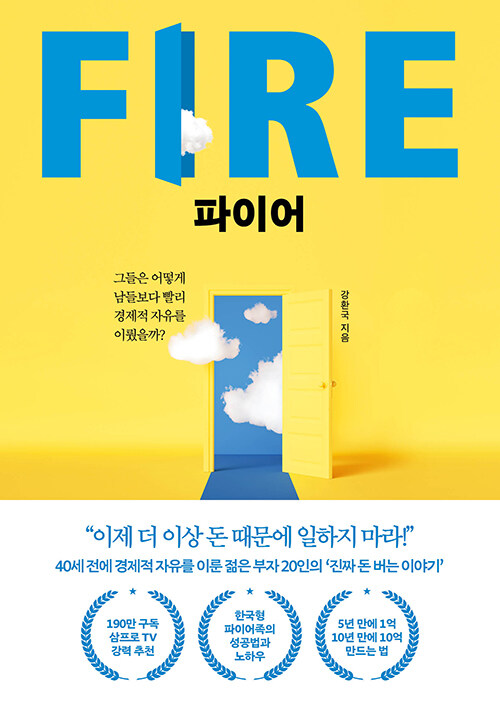 FIRE
파이어
그들은 어떻게
남들보다 빨리
경제적 자유를
이뤘을까?
강환국 지음
“이제 더 이상 돈 때문에 일하지 마라!”
40세 전에 경제적 자유를 이룬 젊은 부자 20인의 ‘진짜 돈 버는 이야기’
190만 구독
삼프로 TV
강력 추천
한국형
파이어족의
성공법과
노하우
5년 만에 1억
10년 만에 10억
만드는 법